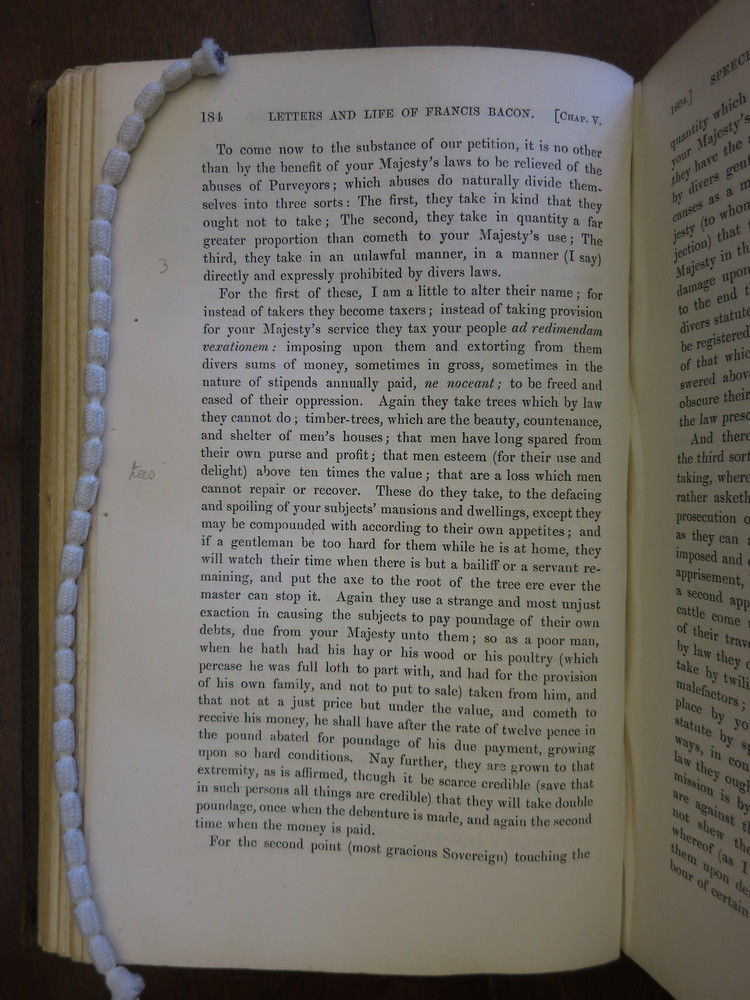 184 LETTERS AND LIFE OF FRANCIS BACON. [CHAP. V.
To come now to the substance of our petition, it is no other
than by the benefit of your Majesty's laws to be relieved of the
abuses of Purveyors; which abuses do naturally divide them-
selves into three sorts: The first, they take in kind that they
ought not to take; The second, they take in quantity a far
greater proportion than cometh to your Majesty's use; The
third, they take in an unlawful manner, in a manner (I say)
directly and expressly prohibited by divers laws.
3
For the first of these, I am a little to alter their name; for
instead of takers they become taxers; instead of taking provision
for your Majesty's service they tax your people ad redimendam
vexationem: imposing upon them and extorting from them
divers sums of money, sometimes in gross, sometimes in the
nature of stipends annually paid, ne noceant; to be freed and
eased of their oppression. Again they take trees which by law
they cannot do; timber-trees, which are the beauty, countenance,
and shelter of men's houses; that men have long spared from
their own purse and profit; that men esteem (for their use and
delight) above ten times the value; that are a loss which men
trees
cannot repair or recover. These do they take, to the defacing
and spoiling of your subjects' mansions and dwellings, except they
may be compounded with according to their own appetites; and
if a gentleman be too hard for them while he is at home, they
will watch their time when there is but a bailiff or a servant re-
maining, and put the axe to the root of the tree ere ever the
master can stop it. Again they use a strange and most unjust
exaction in causing the subjects to pay poundage of their own
debts, due from your Majesty unto them; so as a poor man,
when he hath had his hay or his wood or his poultry (which
percase he was full loth to part with, and had for the provision
of his own family, and not to put to sale) taken from him, and
that not at a just price but under the value, and cometh to
receive his money, he shall have after the rate of twelve pence in
the pound abated for poundage of his due payment, growing
upon so hard conditions. Nay further, they are grown to that
extremity, as is affirmed, though it be scarce credible (save that
in such persons all things are credible) that they will take double
poundage, once when the debenture is made, and again the second
time when the money is paid.
For the second point (most gracious Sovereign) touching the
1604.]
quantity which
your Majesty's
they have the
by divers
causes as a
jesty (to whom
jection) that
Majesty in th
damage upon
to the end
divers statute
be registered
of that which
swered above
obscure their
the law
And there
the third sort
taking, where
rather asketh
prosecution
as they can
imposed and
apprisement,
a second
cattle come
of their
by law they
take by
malefactors;
place by
statute by
ways, in
law they
mission is by
are against
not shew the
whereof (as I
them upon
bour of certain